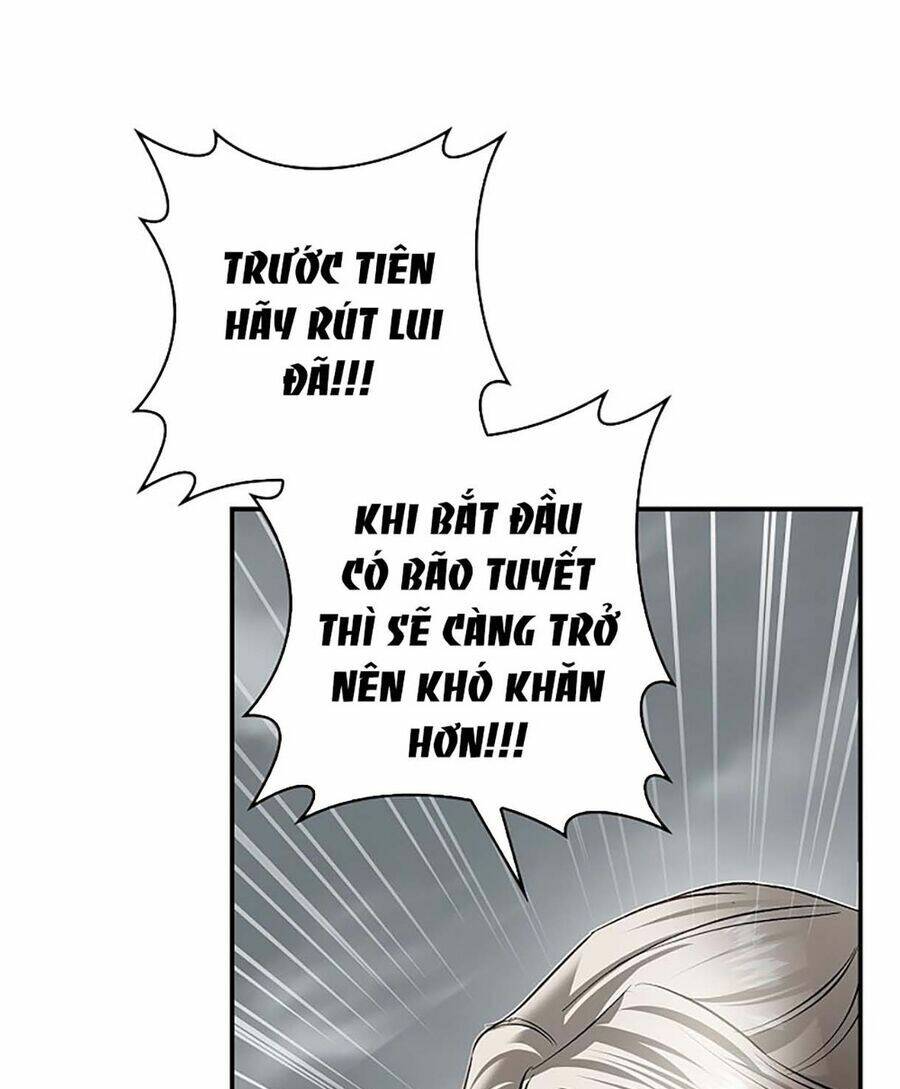 TRƯỚC TIÊN
HÃY RÚT LUI
ĐÃ!!!
KHI BẮT ĐẦU
CÓ BÃO TUYẾT
THÌ SẼ CÀNG TRỞ
NÊN KHÓ KHĂN
HƠN!!!